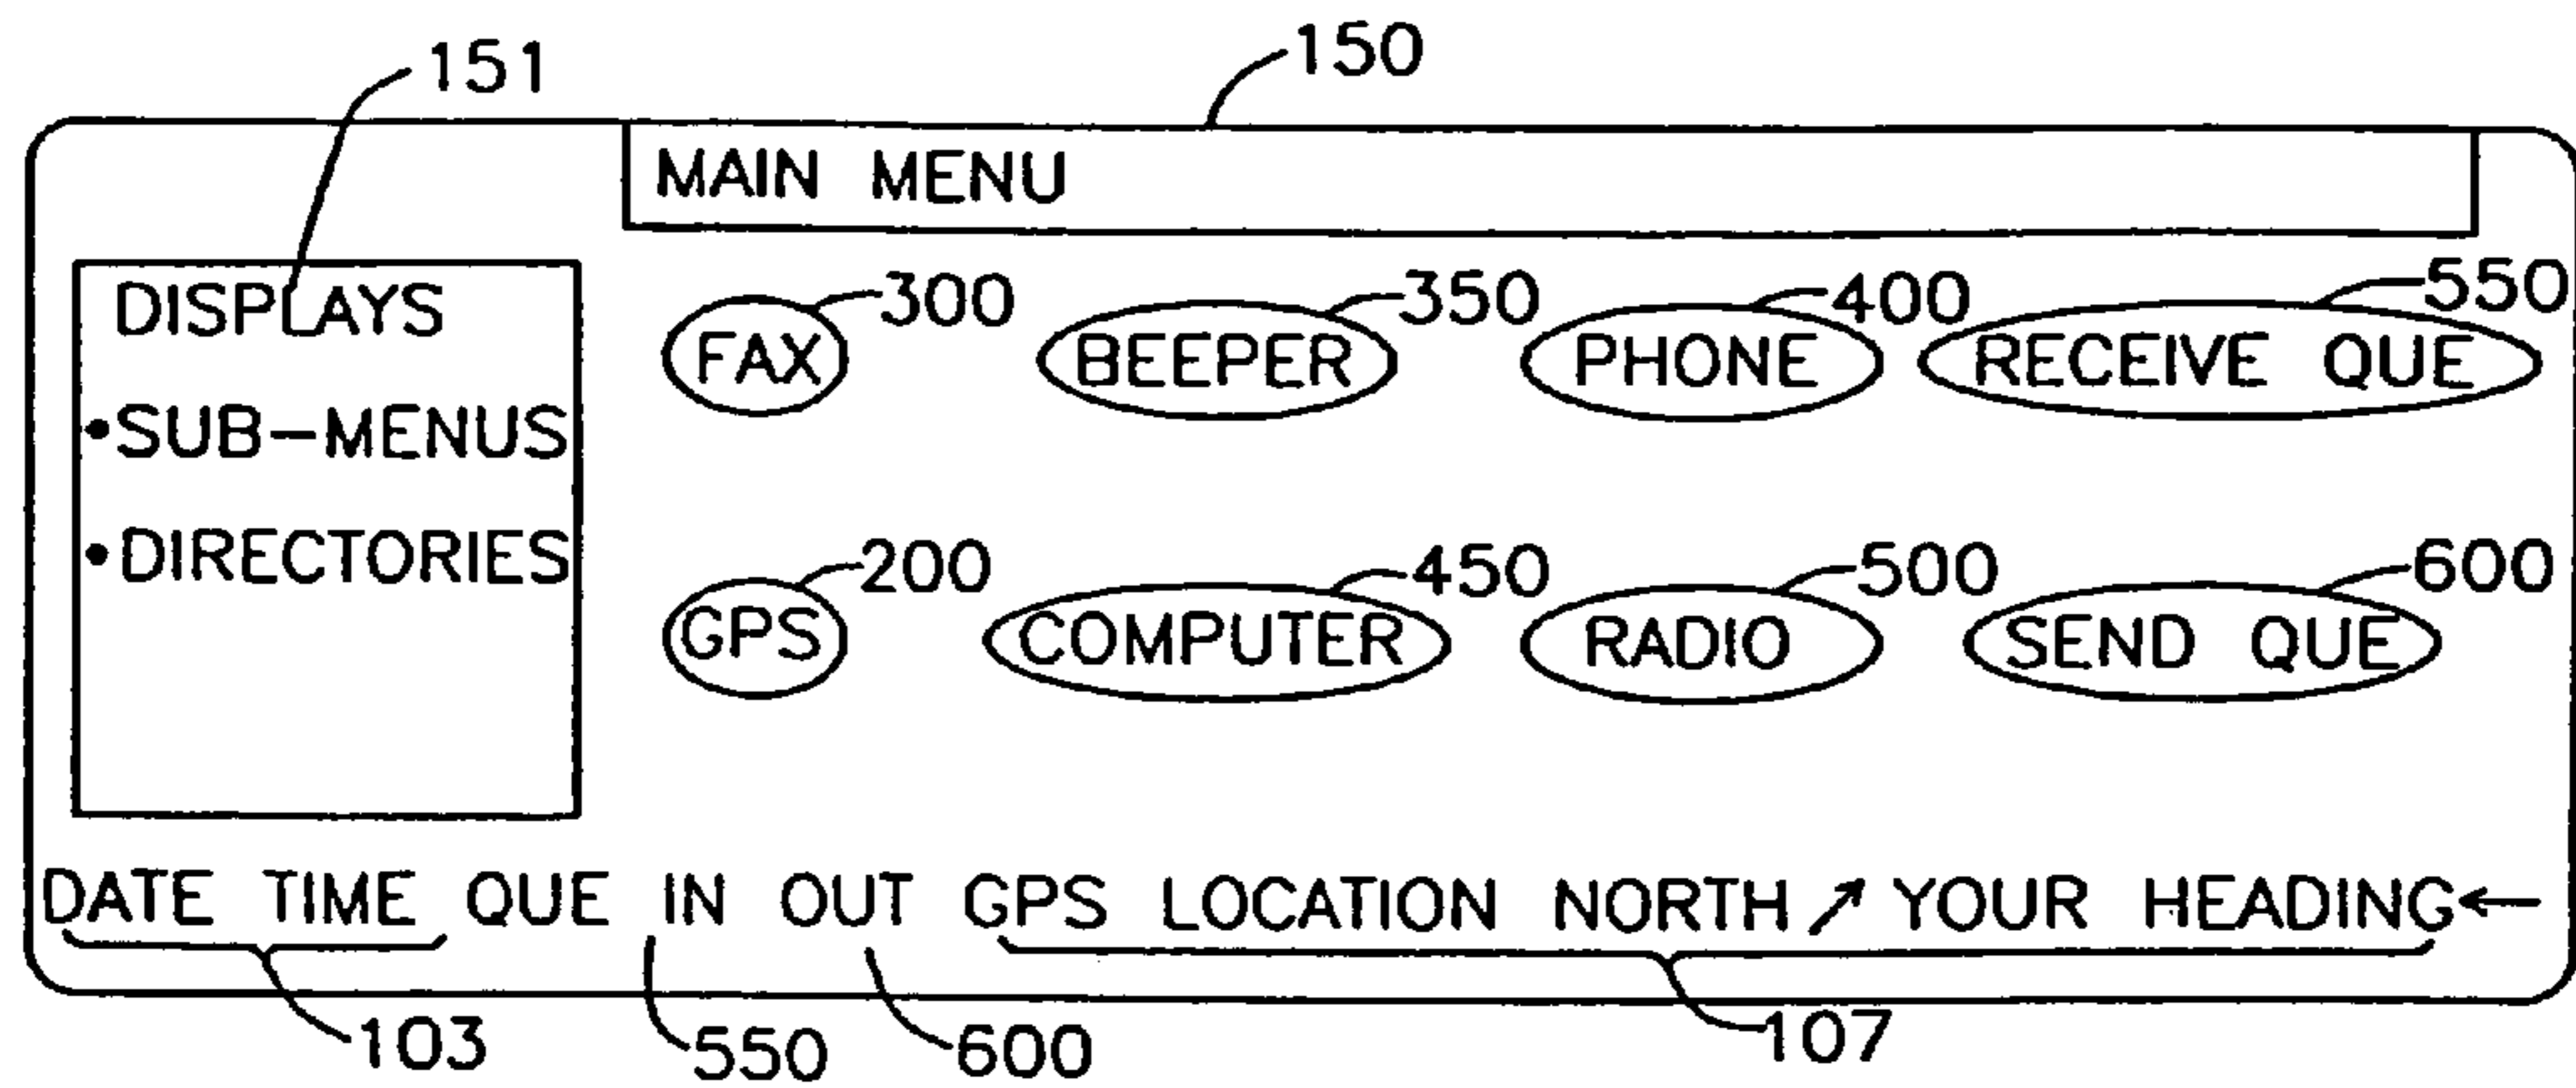 151 150
MAIN MENU
DISPLAYS
•SUB-MENUS
•DIRECTORIES
300 350 400 550
FAX BEEPER PHONE RECEIVE QUE
200 450 500 600
GPS COMPUTER RADIO SEND QUE
DATE TIME QUE IN OUT GPS LOCATION NORTH ↗ YOUR HEADING←
103 550 600 107